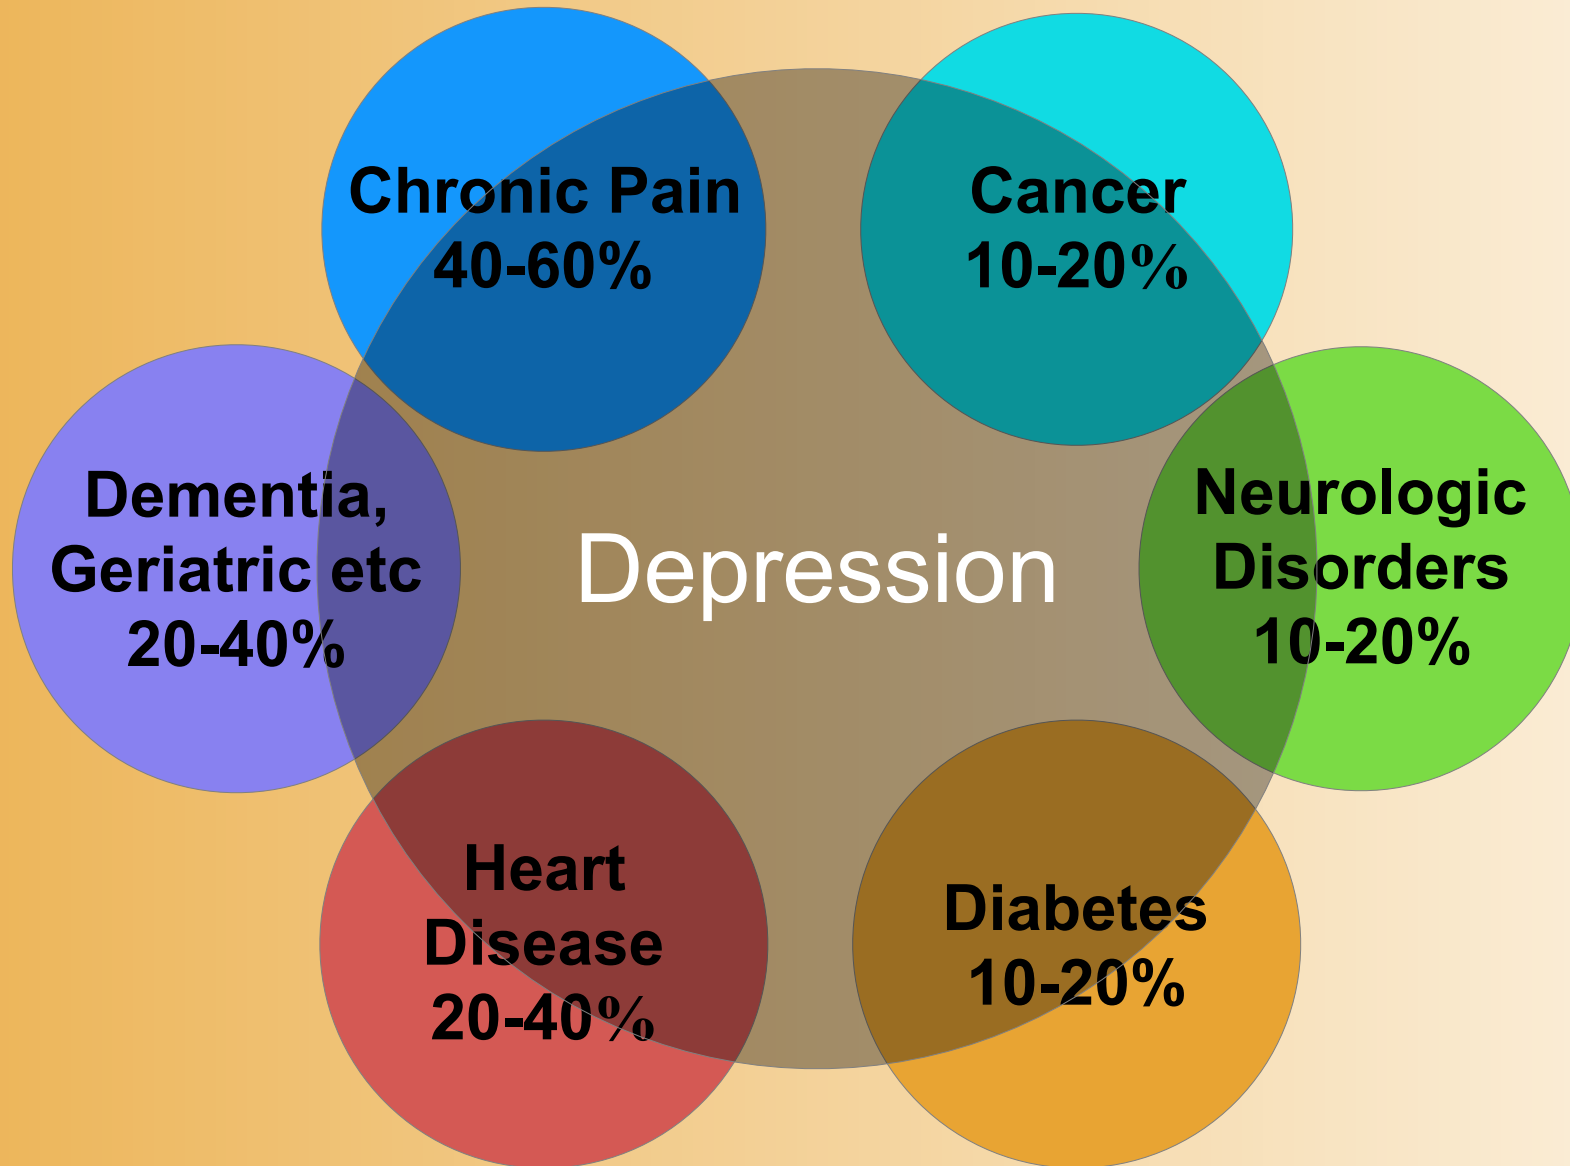 Chronic Pain
40-60%
Cancer
10-20%
Dementia,
Geriatric etc
20-40%
Depression
Neurologic
Disorders
10-20%
Heart
Disease
20-40%
Diabetes
10-20%